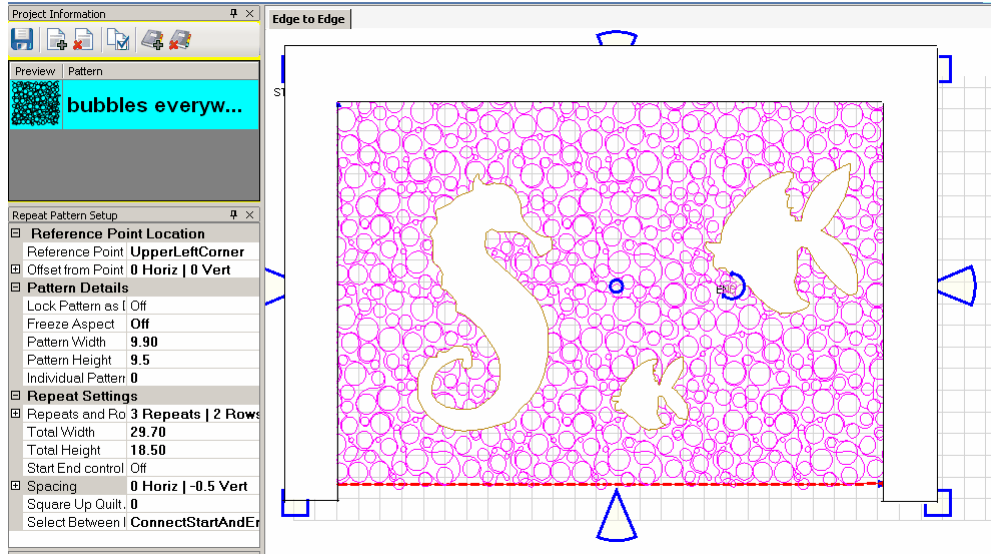 Project Information
Edge to Edge
Preview Pattern
bubbles everyw...
Repeat Pattern Setup
Reference Point Location
Reference Point UpperLeftCorner
Offset from Point 0 Horiz | 0 Vert
Pattern Details
Lock Pattern as Off
Freeze Aspect Off
Pattern Width 9.90
Pattern Height 9.5
Individual Pattern 0
Repeat Settings
Repeats and Ro 3 Repeats | 2 Rows
Total Width 29.70
Total Height 18.50
Start End control Off
Spacing 0 Horiz | -0.5 Vert
Square Up Quilt. 0
Select Between ConnectStartAndEn
ST
END